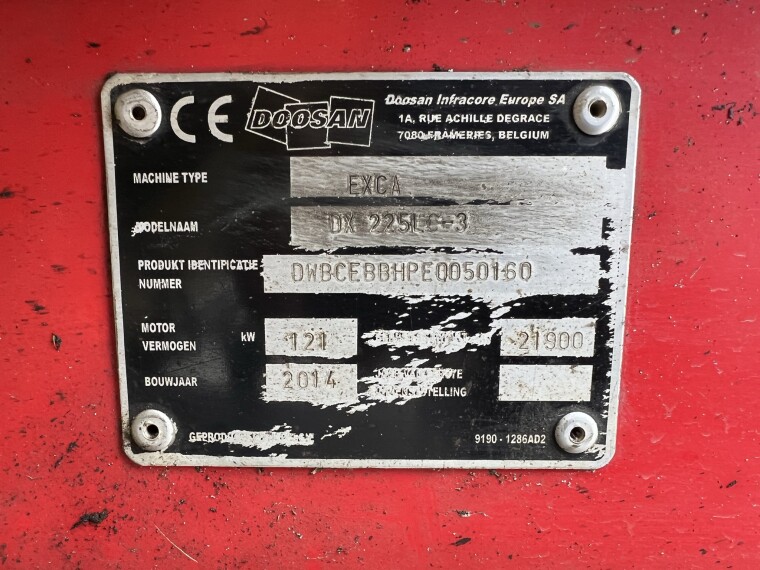 CE DOOSAN Doosan Infracore Europe SA
1A, RUE ACHILLE DEGRACE
7080 FRAMERIES, BELGIUM
MACHINE TYPE EXCA
MODELNAAM DX 225LC-3
PRODUKT IDENTIFICATIE
NUMMER DWBCEBBHPE0050160
MOTOR
VERMOGEN kW 121 21900
BOUWJAAR 2014
9190 - 1286AD2